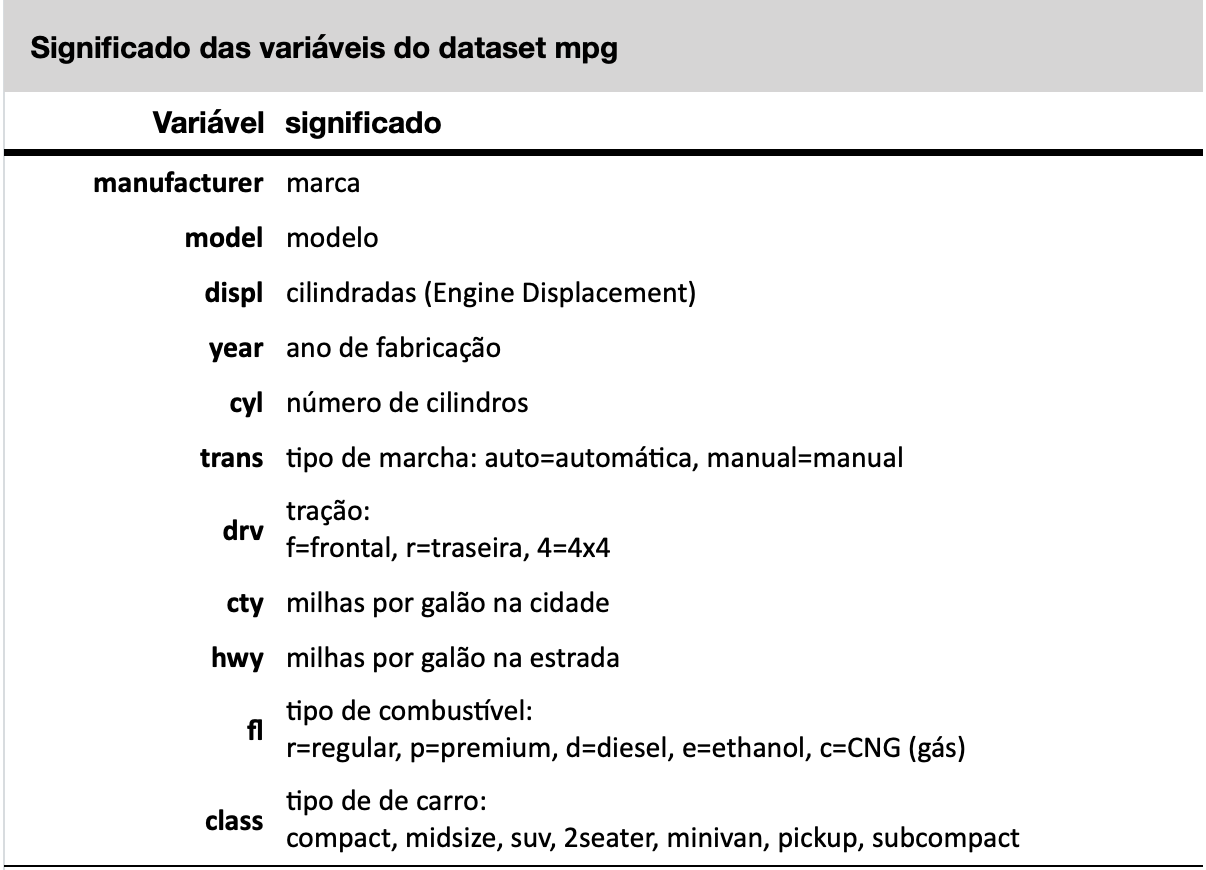 Significado das variáveis do dataset mpg
Variável significado
manufacturer marca
model modelo
displ cilindradas (Engine Displacement)
year ano de fabricação
cyl número de cilindros
trans tipo de marcha: auto=automática, manual=manual
drv tração:
f=frontal, r=traseira, 4=4x4
cty milhas por galão na cidade
hwy milhas por galão na estrada
fl tipo de combustível:
r=regular, p=premium, d=diesel, e=ethanol, c=CNG (gás)
class tipo de de carro:
compact, midsize, suv, 2seater, minivan, pickup, subcompact